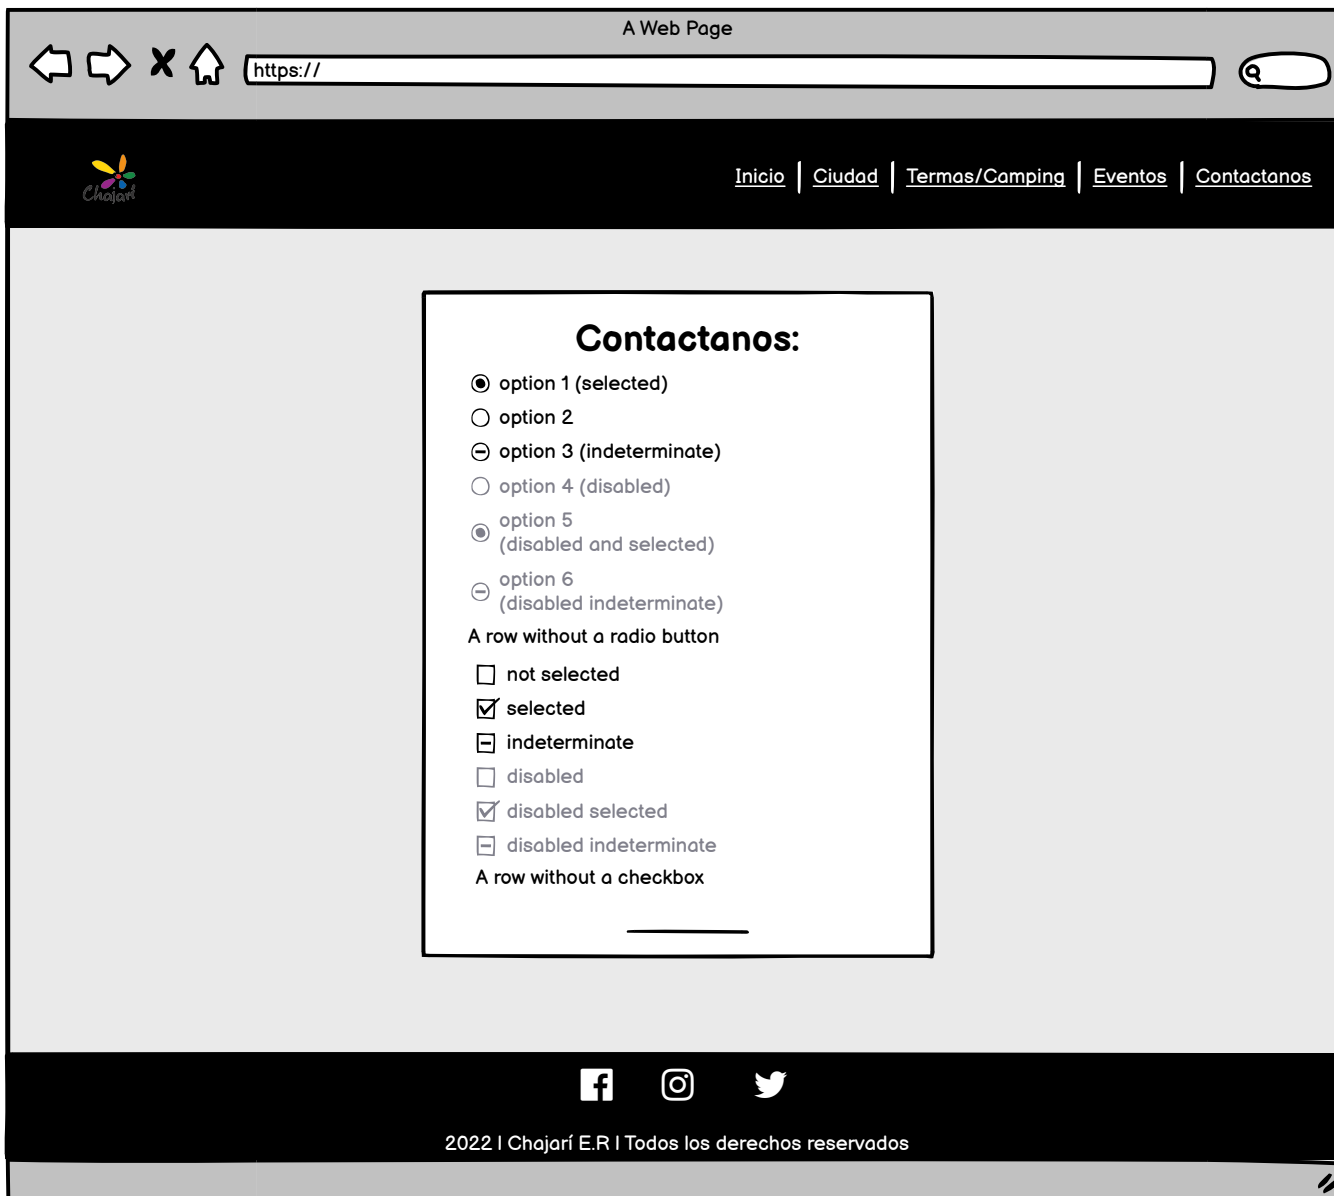 A Web Page
https://
Chajarí
Inicio | Ciudad | Termas/Camping | Eventos | Contactanos
Contactanos:
option 1 (selected)
option 2
option 3 (indeterminate)
option 4 (disabled)
option 5
(disabled and selected)
option 6
(disabled indeterminate)
A row without a radio button
not selected
selected
indeterminate
disabled
disabled selected
disabled indeterminate
A row without a checkbox
2022 | Chajarí E.R | Todos los derechos reservados